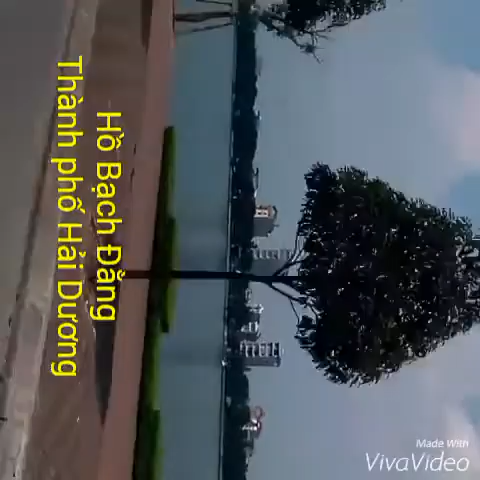 Hồ Bạch Đằng
Thành phố Hải Dương
Made With
VivaVideo